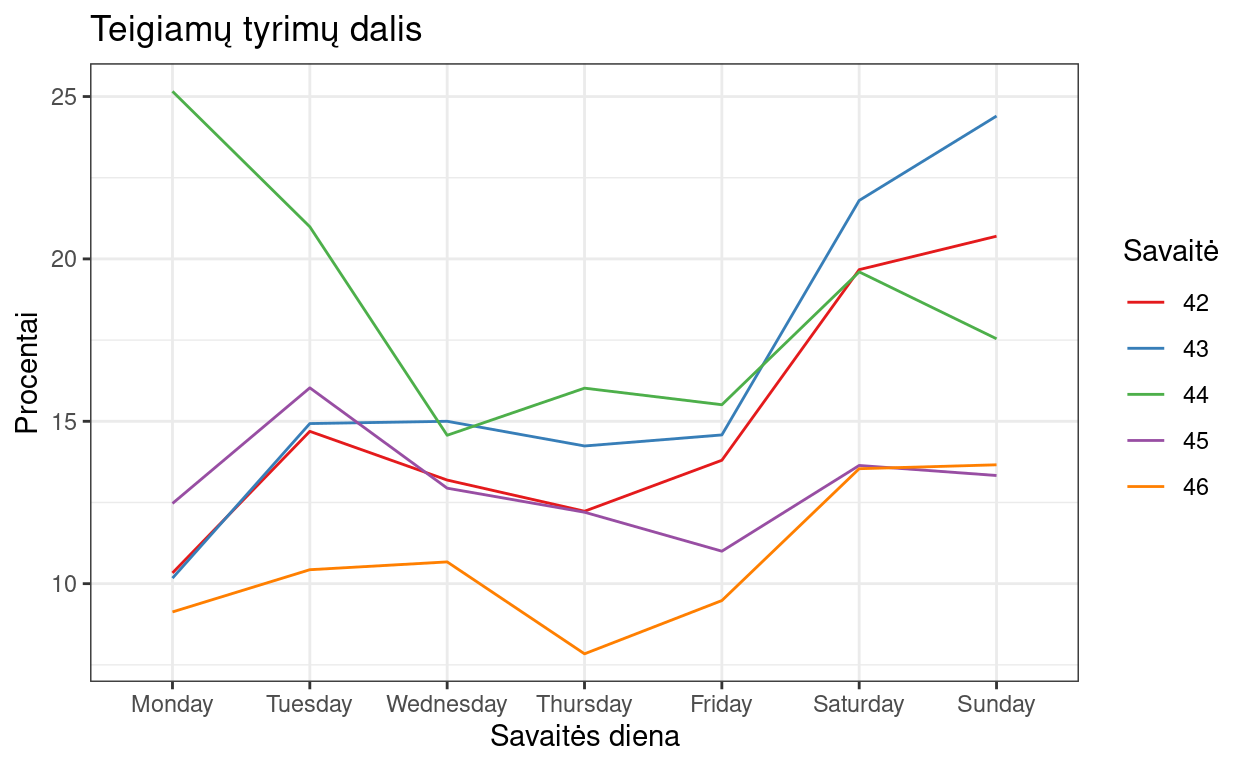 Teigiamų tyrimų dalis
Procentai
25
20
15
10
Monday Tuesday Wednesday Thursday Friday Saturday Sunday
Savaitės diena
Savaitė
42
43
44
45
46